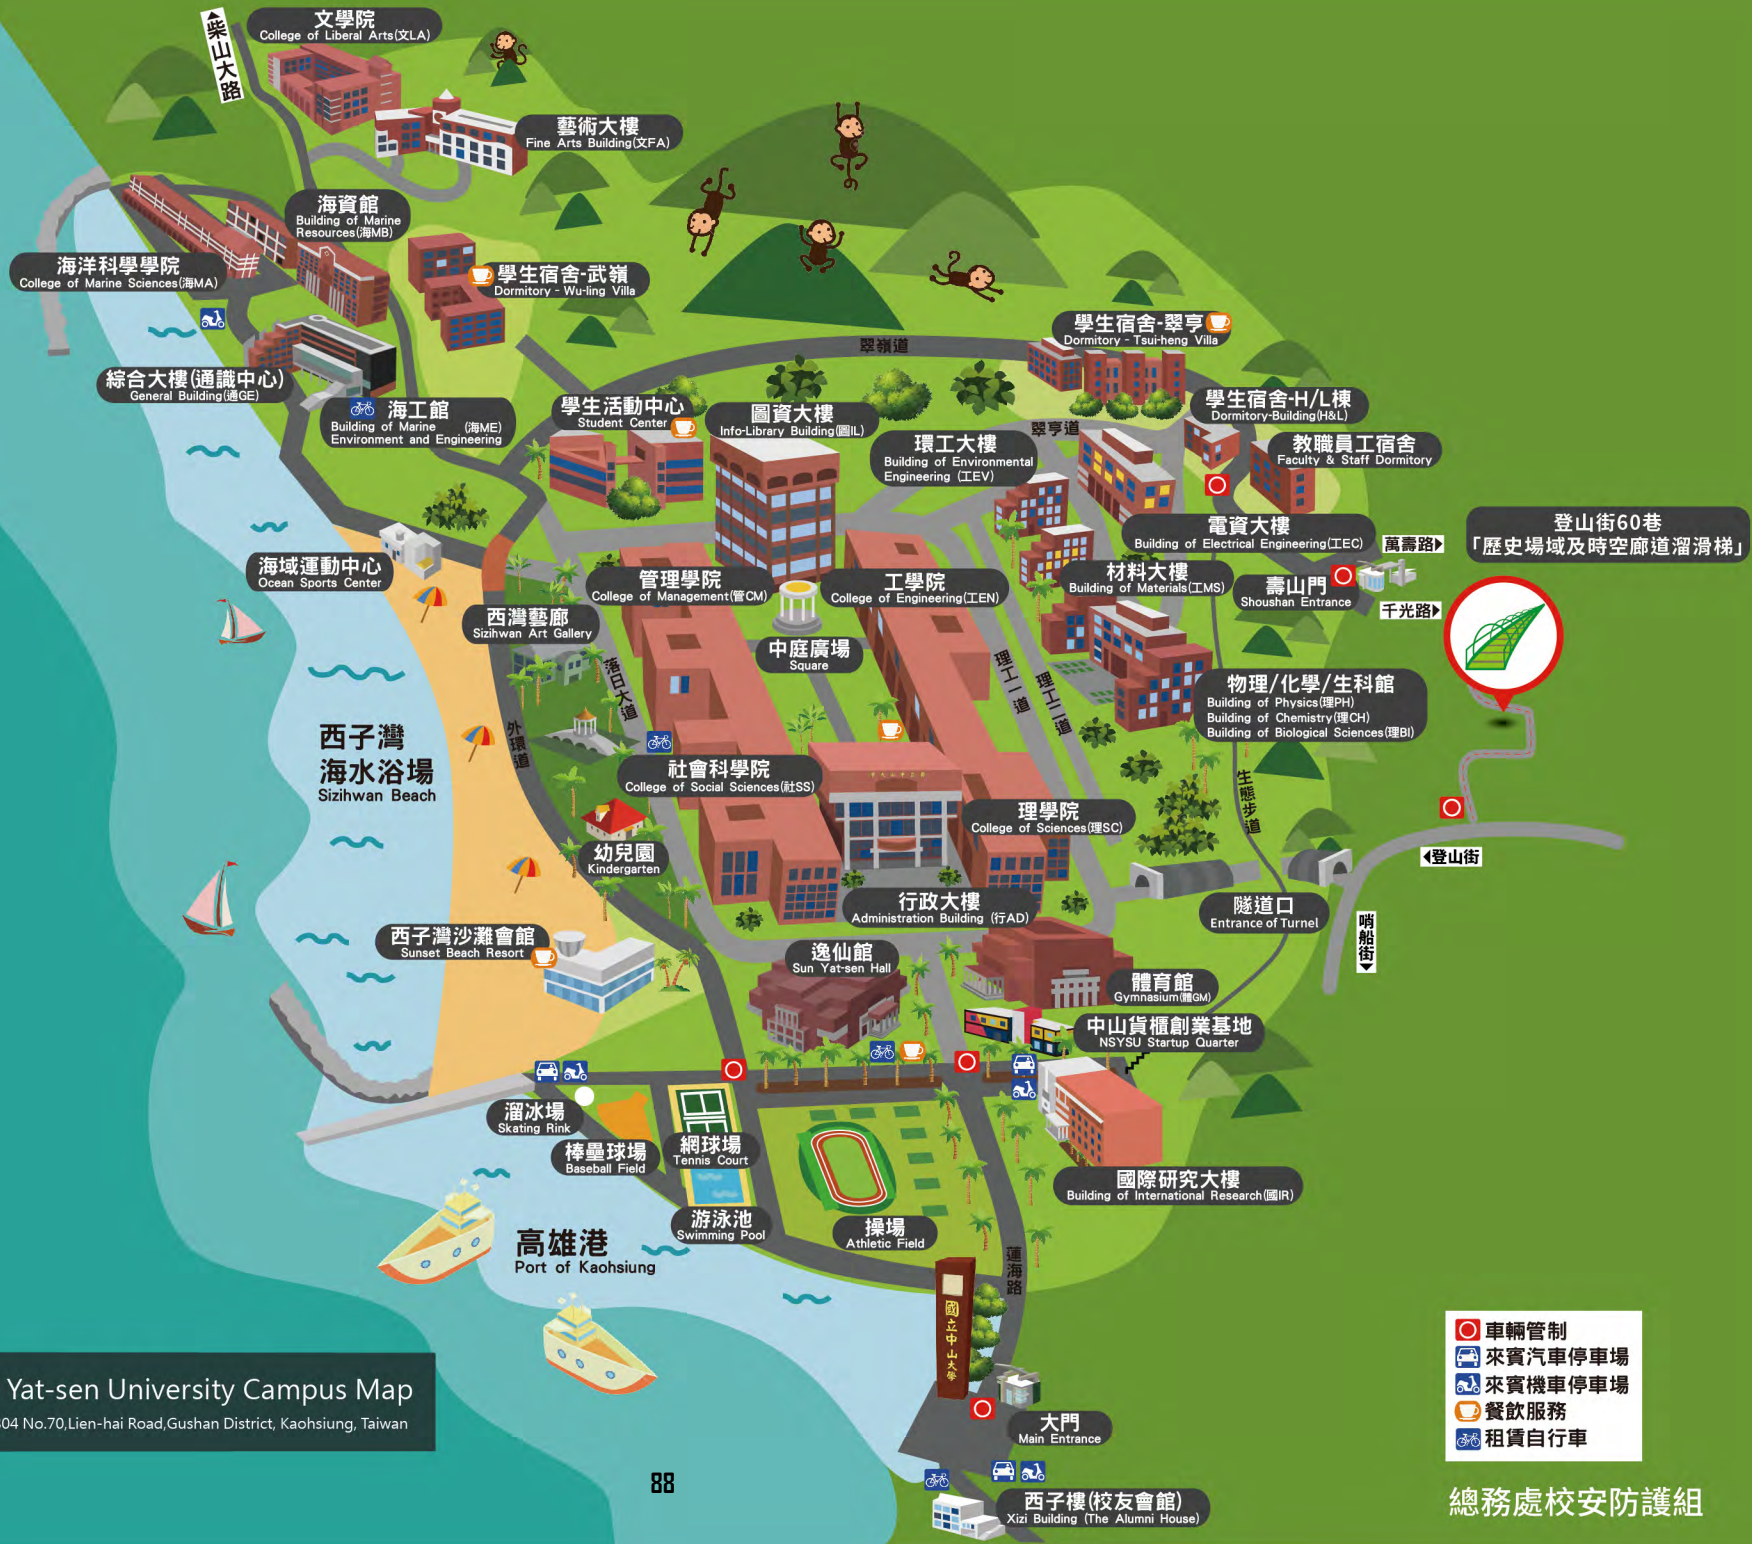 柴山大路
文學院
College of Liberal Arts(文LA)
藝術大樓
Fine Arts Building(文FA)
海資館
Building of Marine
Resources(海MB)
海洋科學學院
College of Marine Sciences(海MA)
學生宿舍-武嶺
Dormitory - Wu-ling Villa
學生宿舍-翠亨
Dormitory - Tsui-heng Villa
翠嶺道
綜合大樓(通識中心)
General Building(通GE)
海工館
Building of Marine (海ME)
Environment and Engineering
學生活動中心
Student Center
圖資大樓
Info-Library Building(圖IL)
學生宿舍-H/L棟
Dormitory-Building(H&L)
翠亨道
環工大樓
Building of Environmental
Engineering (工EV)
教職員工宿舍
Faculty & Staff Dormitory
電資大樓
Building of Electrical Engineering(工EC)
萬壽路
登山街60巷
「歷史場域及時空廊道溜滑梯」
海域運動中心
Ocean Sports Center
管理學院
College of Management(管CM)
工學院
College of Engineering(工EN)
材料大樓
Building of Materials(工MS)
壽山門
Shoushan Entrance
千光路
西灣藝廊
Sizihwan Art Gallery
中庭廣場
Square
落日大道
理工一道
理工二道
物理/化學/生科館
Building of Physics(理PH)
Building of Chemistry(理CH)
Building of Biological Sciences(理BI)
外環道
西子灣
海水浴場
Sizihwan Beach
社會科學院
College of Social Sciences(社SS)
國立中山大學
生態步道
理學院
College of Sciences(理SC)
幼兒園
Kindergarten
登山街
行政大樓
Administration Building (行AD)
隧道口
Entrance of Turnel
哨船街
西子灣沙灘會館
Sunset Beach Resort
逸仙館
Sun Yat-sen Hall
體育館
Gymnasium(體GM)
中山貨櫃創業基地
NSYSU Startup Quarter
溜冰場
Skating Rink
棒壘球場
Baseball Field
網球場
Tennis Court
國際研究大樓
Building of International Research(國IR)
游泳池
Swimming Pool
操場
Athletic Field
高雄港
Port of Kaohsiung
蓮海路
國立中山大學
大門
Main Entrance
西子樓(校友會館)
Xizi Building (The Alumni House)
Yat-sen University Campus Map
804 No.70,Lien-hai Road,Gushan District, Kaohsiung, Taiwan
88
車輛管制
來賓汽車停車場
來賓機車停車場
餐飲服務
租賃自行車
總務處校安防護組